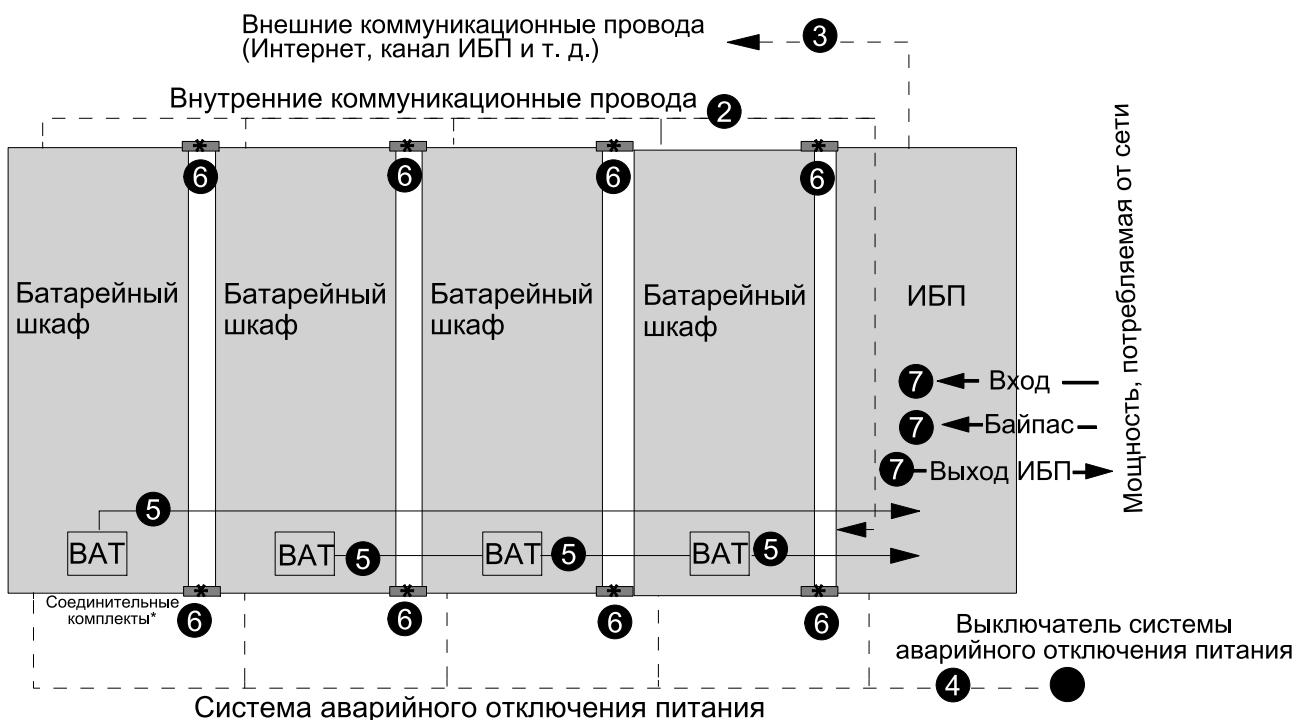 Внешние коммуникационные провода
(Интернет, канал ИБП и т. д.)
3
Внутренние коммуникационные провода
2
* * * *
6 6 6 6
Мощность, потребляемая от сети
Батарейный
шкаф
Батарейный
шкаф
Батарейный
шкаф
Батарейный
шкаф
ИБП
7 Вход
7 Байпас
7 Выход ИБП
5
BAT
BAT 5
BAT 5
BAT 5
* * * *
Соединительные
комплекты*
6 6 6 6
Выключатель системы
аварийного отключения питания
4
Система аварийного отключения питания